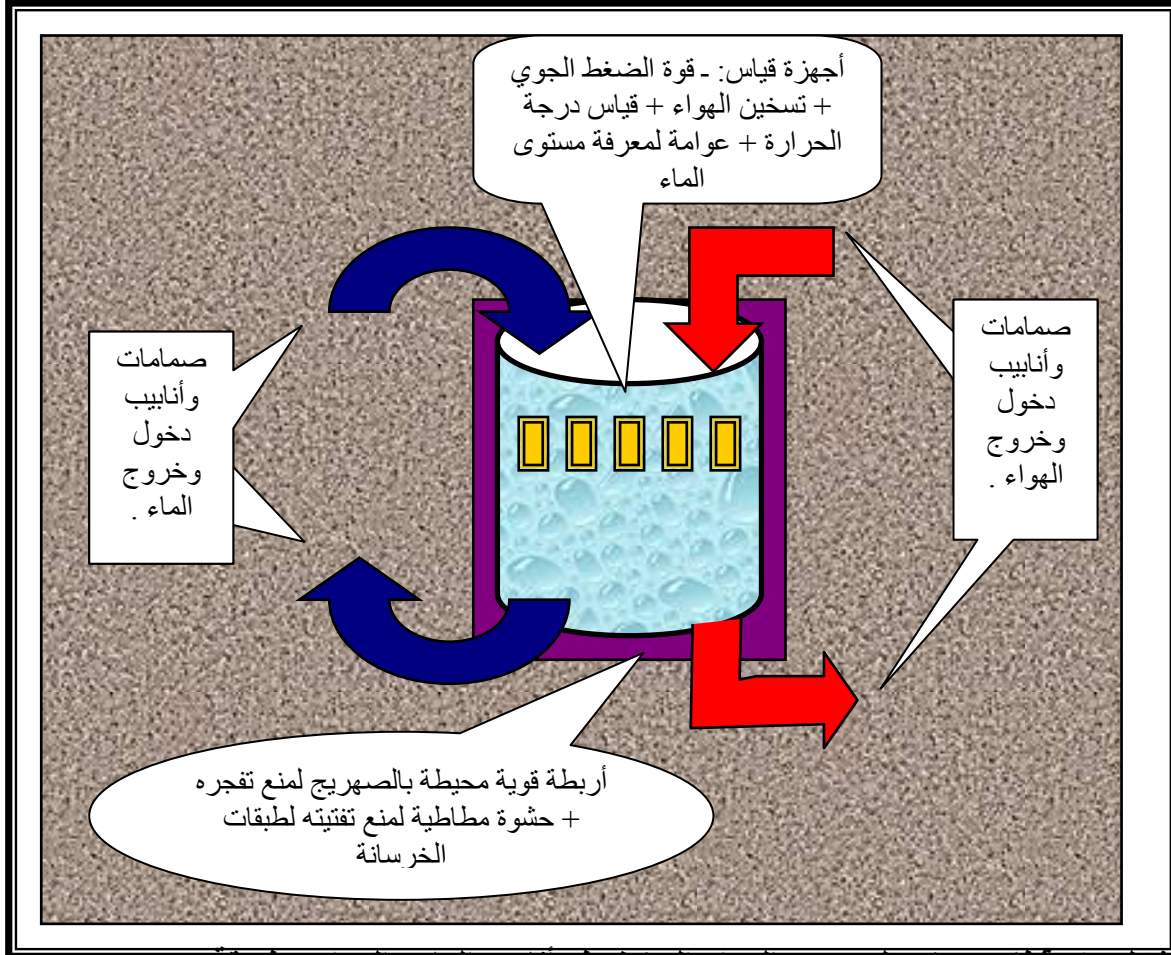 أجهزة قياس: ـ قوة الضغط الجوي
+ تسخين الهواء + قياس درجة
الحرارة + عوامة لمعرفة مستوى
الماء
صمامات
وأنابيب
دخول
وخروج
الهواء .
صمامات
وأنابيب
دخول
وخروج
الماء .
أربطة قوية محيطة بالصهريج لمنع تفجره
+ حشوة مطاطية لمنع تفتيته لطبقات
الخرسانة